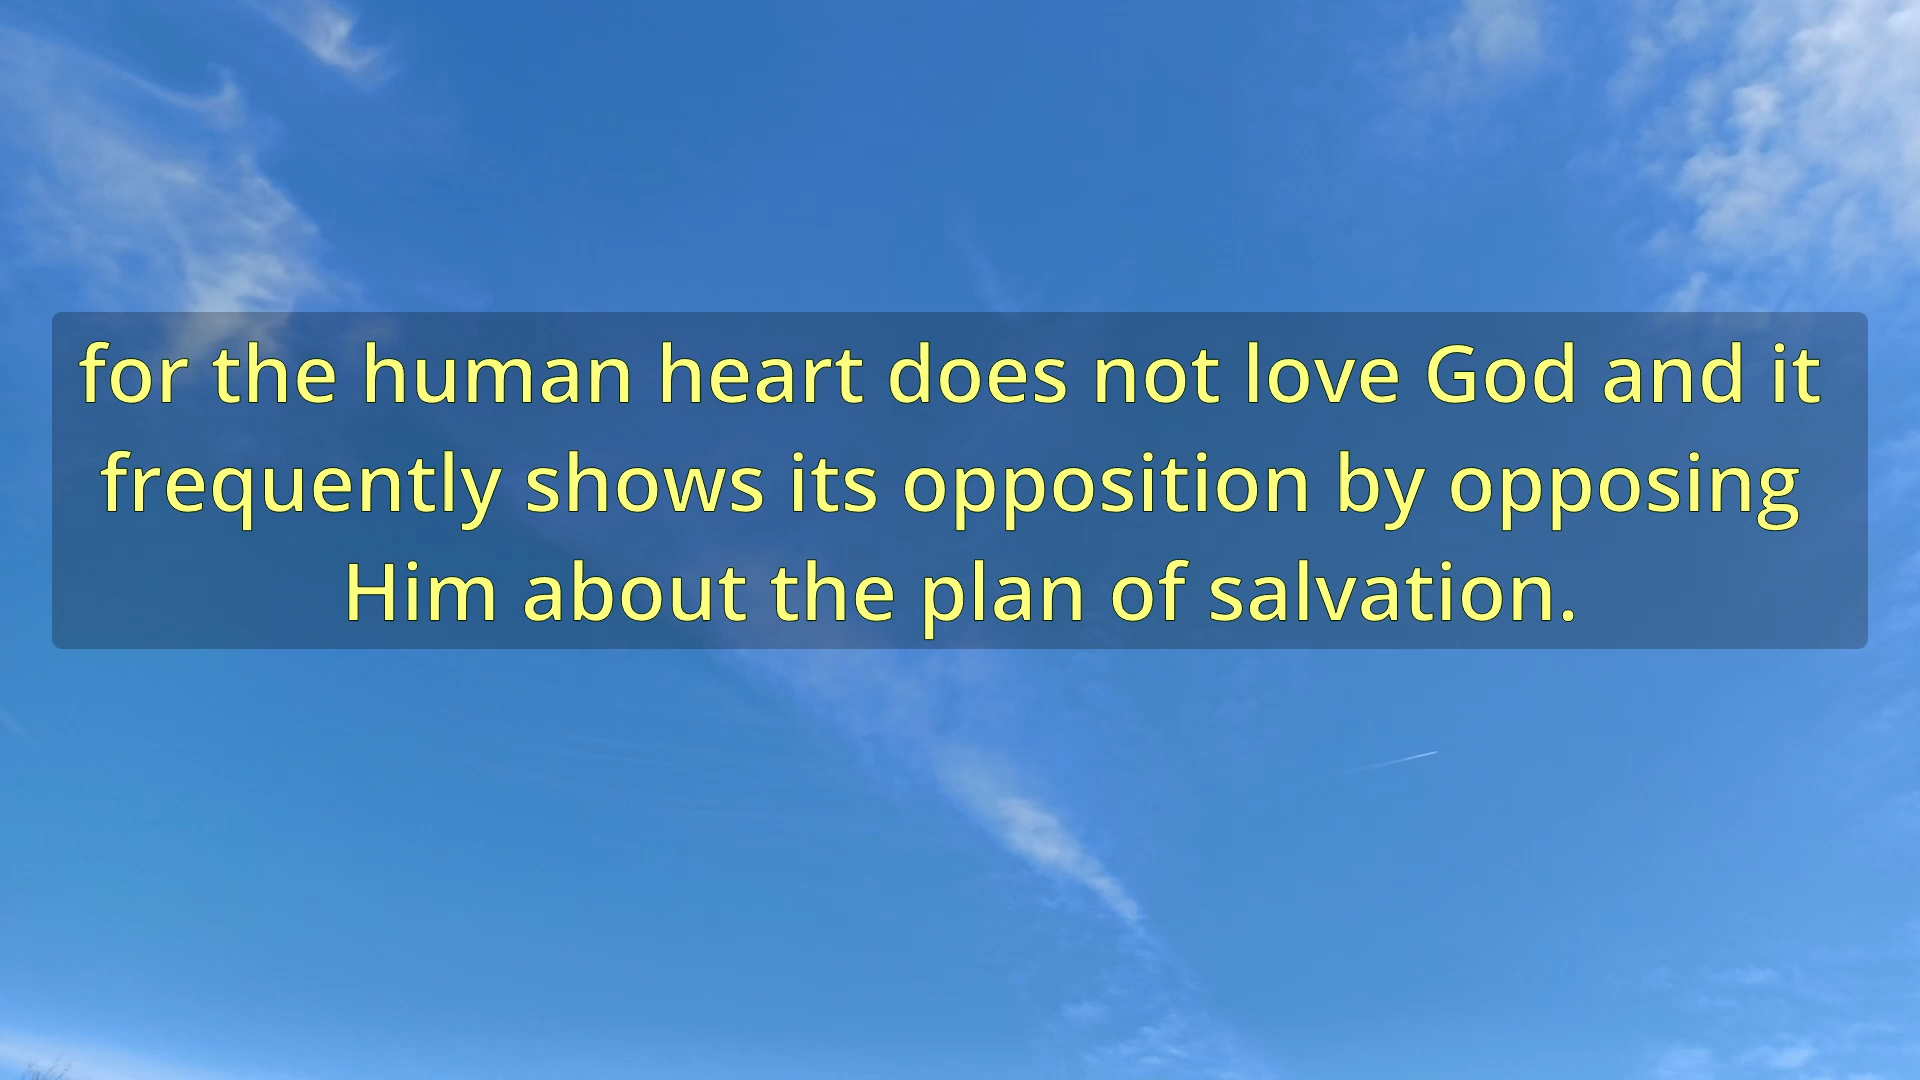 for the human heart does not love God and it
frequently shows its opposition by opposing
Him about the plan of salvation.